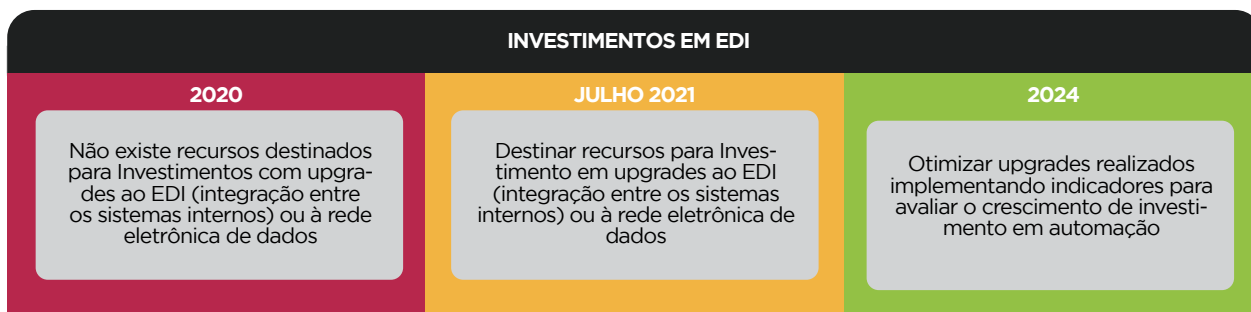 INVESTIMENTOS EM EDI
2020
Não existe recursos destinados
para Investimentos com upgra-
des ao EDI (integração entre
os sistemas internos) ou à rede
eletrônica de dados
JULHO 2021
Destinar recursos para Inves-
timento em upgrades ao EDI
(integração entre os sistemas
internos) ou à rede eletrônica de
dados
2024
Otimizar upgrades realizados
implementando indicadores para
avaliar o crescimento de investi-
mento em automação